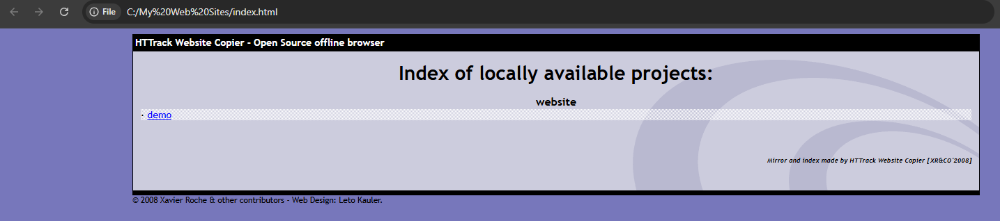 File C:/My%20Web%20Sites/index.html
HTTrack Website Copier - Open Source offline browser
Index of locally available projects:
website
· demo
Mirror and index made by HTTrack Website Copier [XR&CO'2008]
© 2008 Xavier Roche & other contributors - Web Design: Leto Kauler.